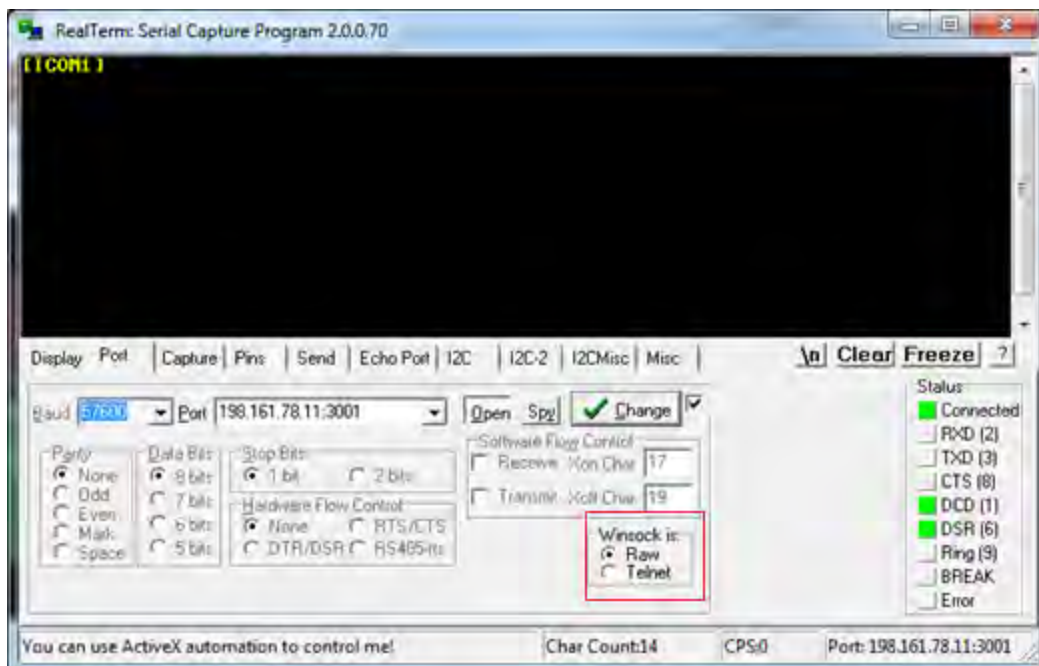 RealTerm: Serial Capture Program 2.0.0.70
[ICOM1]
Display Port Capture Pins Send Echo Port I2C I2C-2 I2CMisc Misc \n Clear Freeze ?
Status
Baud 57600 Port 198.161.78.11:3001 Open Spy Change Connected
RXD (2)
Parity Data Bits Stop Bits Software Flow Control
None 8 bits 1 bit 2 bits Receive Xon Char 17 TXD (3)
Odd 7 bits CTS (8)
Even Hardware Flow Control Transmit Xoff Char 19
Mark 6 bits None RTS/CTS DCD (1)
Space 5 bits DTR/DSR RS485-rts Winsock is: DSR (6)
Raw Ring (9)
Telnet BREAK
Error
You can use ActiveX automation to control me! Char Count:14 CPS:0 Port: 198.161.78.11:3001